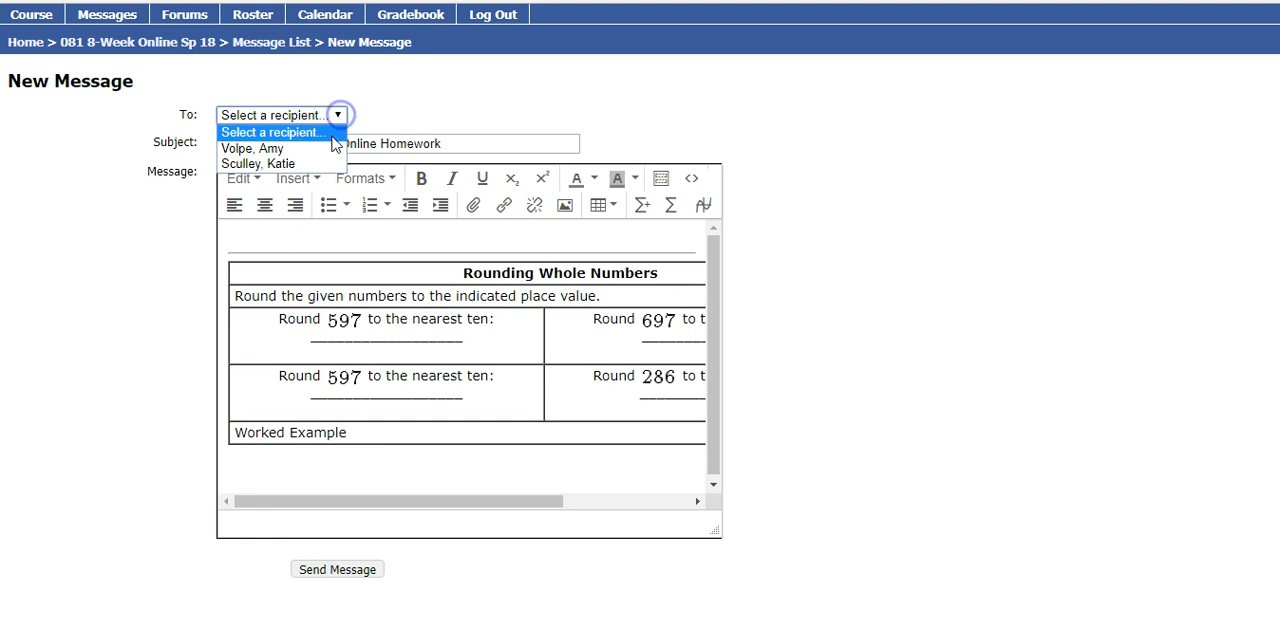 Course Messages Forums Roster Calendar Gradebook Log Out
Home > 081 8-Week Online Sp 18 > Message List > New Message
New Message
To: Select a recipient...
Select a recipient...
Volpe, Amy
Sculley, Katie
Subject: Online Homework
Message:
Edit Insert Formats B I U x₂ x² A A <>
Rounding Whole Numbers
Round the given numbers to the indicated place value.
Round 597 to the nearest ten: Round 697 to t
Round 597 to the nearest ten: Round 286 to t
Worked Example
Send Message